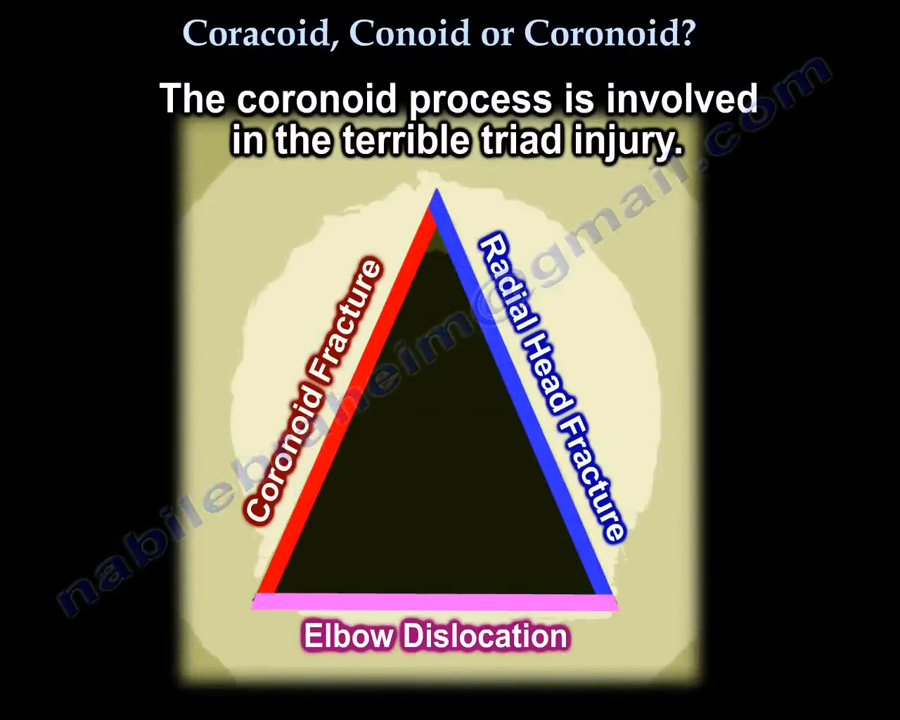 Coracoid, Conoid or Coronoid?
The coronoid process is involved
in the terrible triad injury.
Coronoid Fracture
Radial Head Fracture
Elbow Dislocation
nabilebraheim@gmail.com